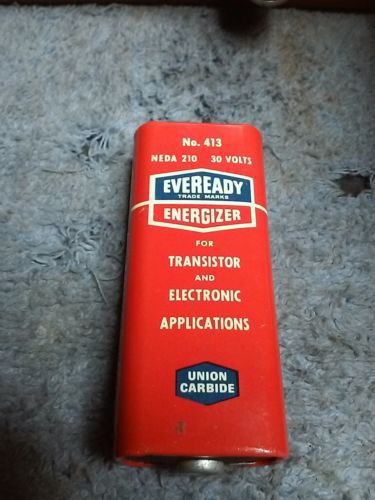 No. 413
NEDA 210 30 VOLTS
EVEREADY
TRADE MARKS
ENERGIZER
FOR
TRANSISTOR
AND
ELECTRONIC
APPLICATIONS
UNION
CARBIDE